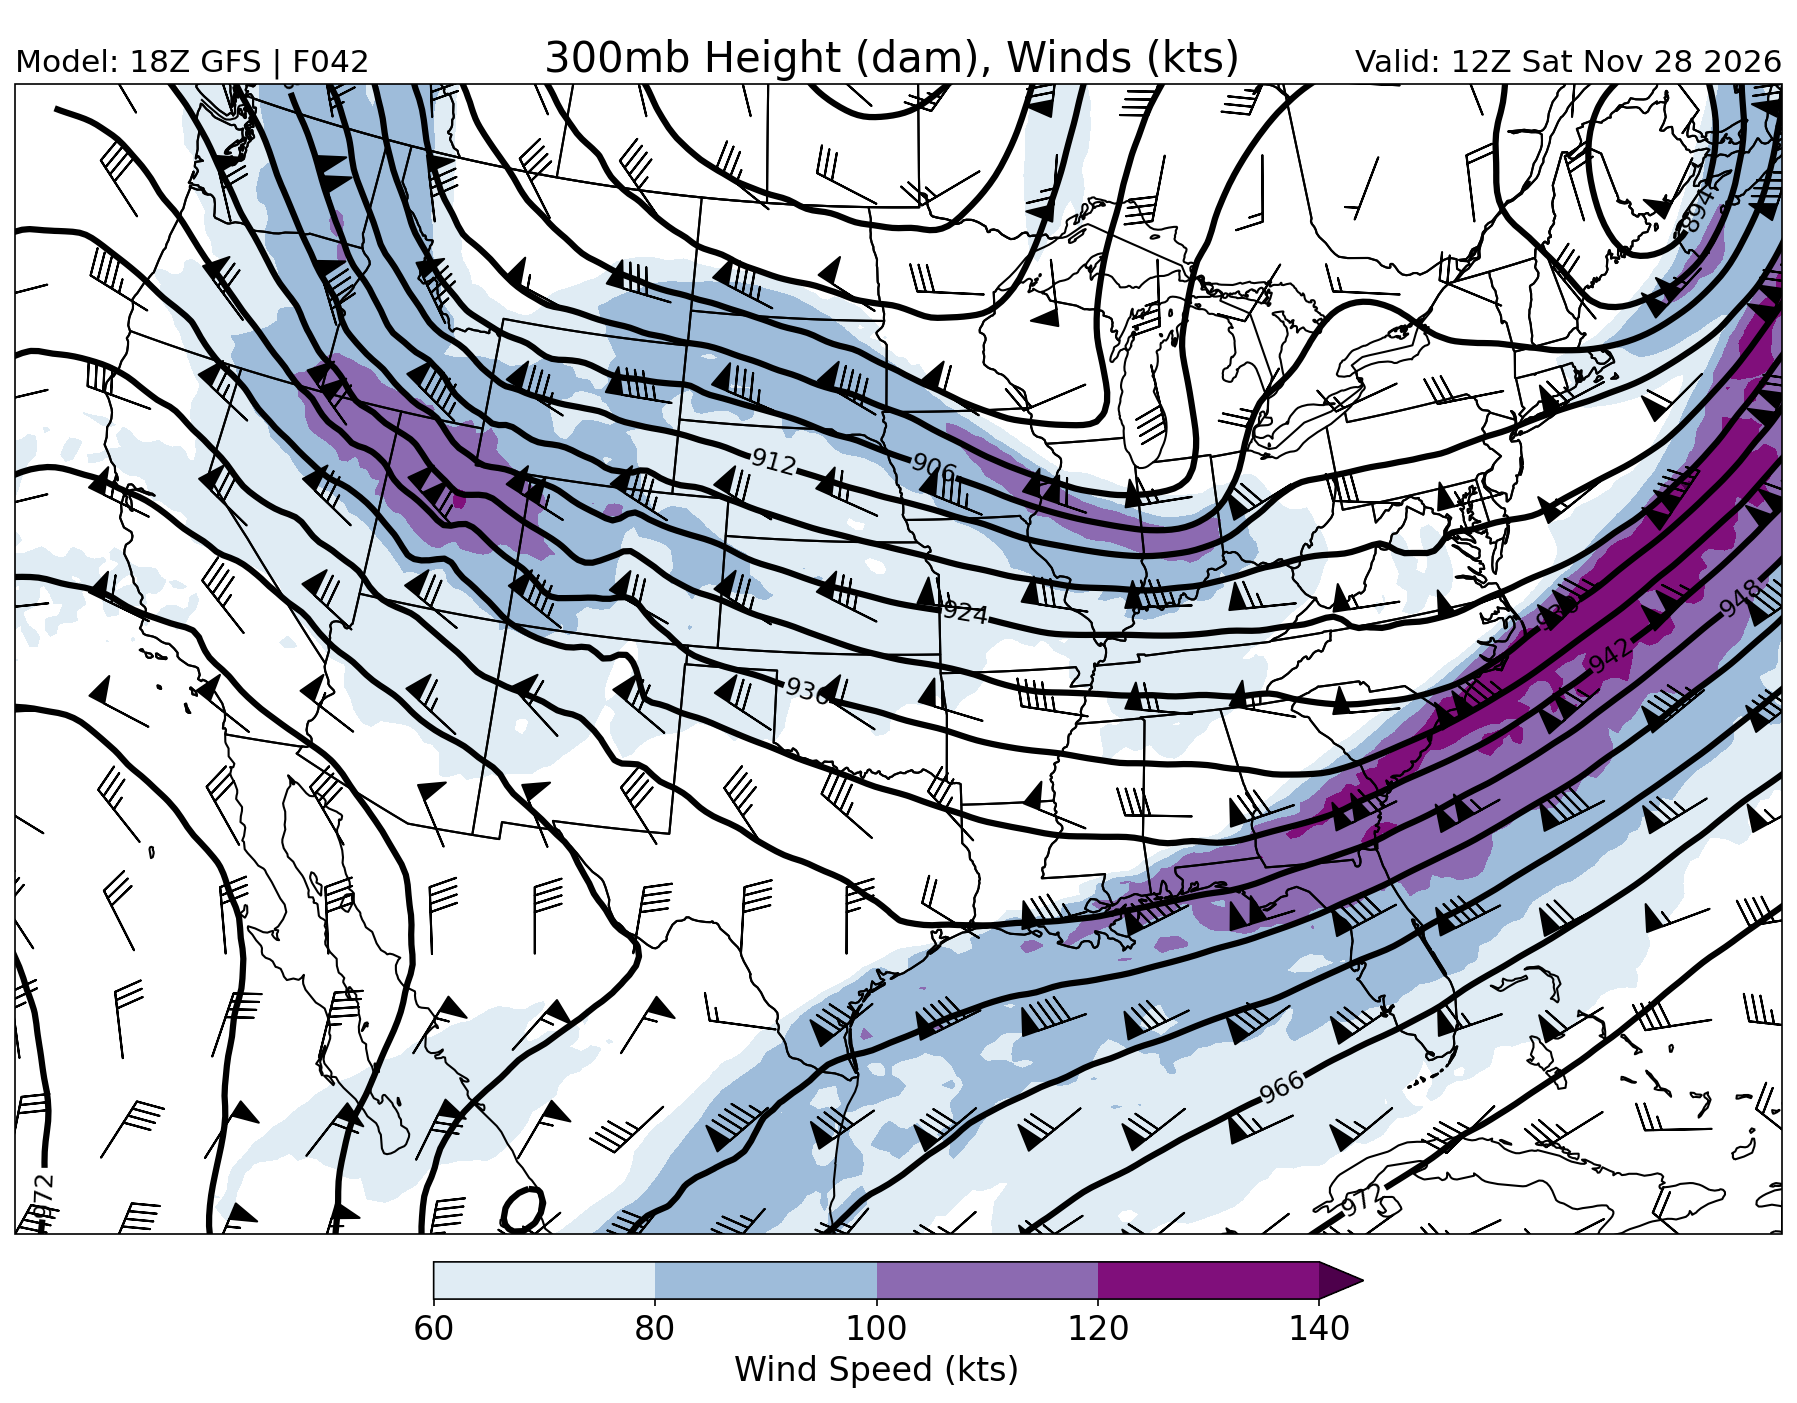 Model: 18Z GFS | F042
300mb Height (dam), Winds (kts)
Valid: 12Z Sat Nov 28 2026
894
912
906
924
936
942
948
966
972
972
60 80 100 120 140
Wind Speed (kts)